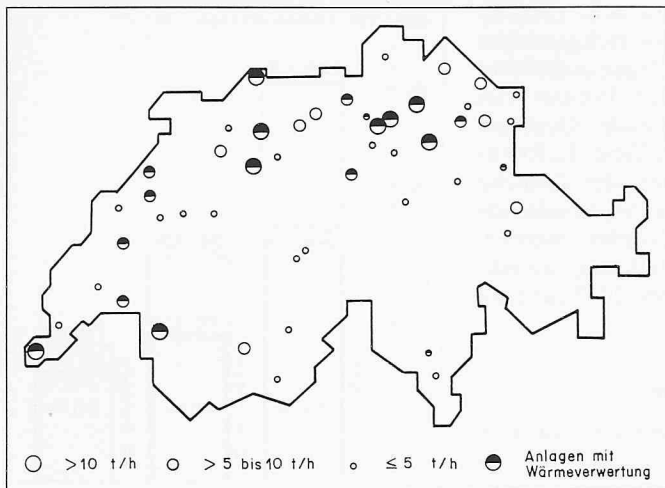 >10 t/h > 5 bis 10 t/h ≤ 5 t/h Anlagen mit
Wärmeverwertung